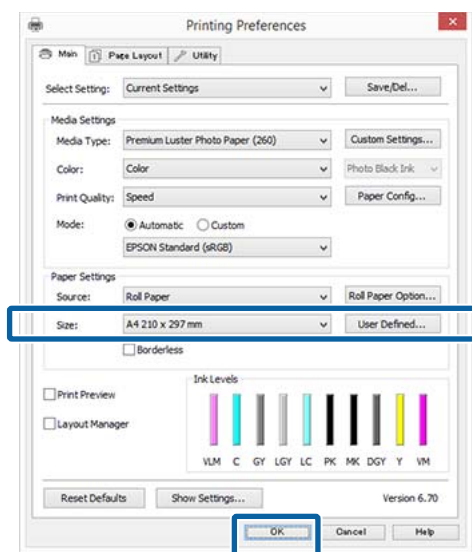 Printing Preferences
Main Page Layout Utility
Select Setting: Current Settings Save/Del...
Media Settings
Media Type: Premium Luster Photo Paper (260) Custom Settings...
Color: Color Photo Black Ink
Print Quality: Speed Paper Config...
Mode: Automatic Custom
EPSON Standard (sRGB)
Paper Settings
Source: Roll Paper Roll Paper Option...
Size: A4 210 x 297 mm User Defined...
Borderless
Ink Levels
Print Preview
Layout Manager
VLM C GY LGY LC PK MK DGY Y VM
Reset Defaults Show Settings... Version 6.70
OK Cancel Help